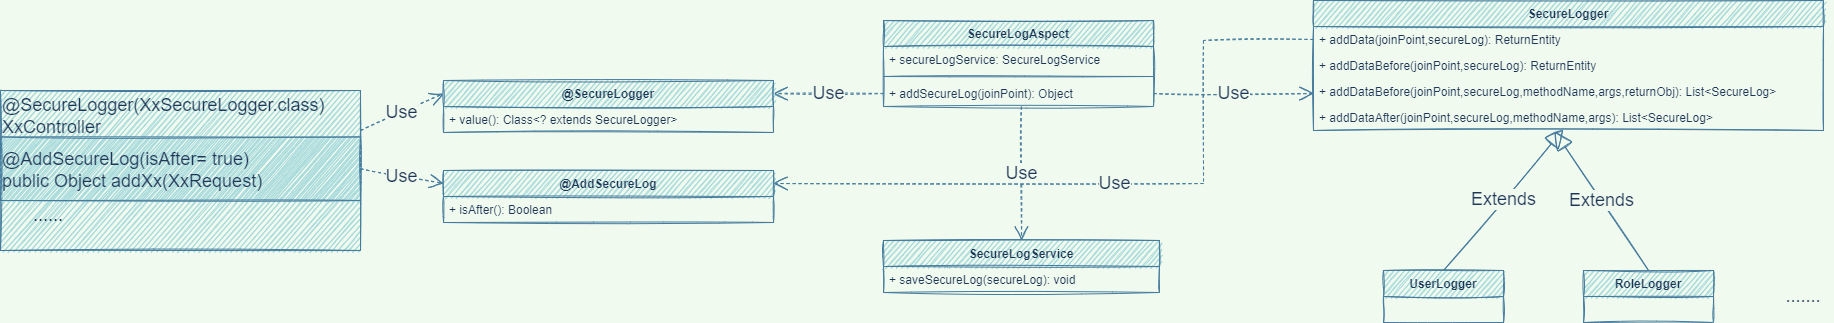 @SecureLogger(XxSecureLogger.class)
XxController
@AddSecureLog(isAfter= true)
public Object addXx(XxRequest)
......
Use
Use
@SecureLogger
+ value(): Class<? extends SecureLogger>
@AddSecureLog
+ isAfter(): Boolean
Use
SecureLogAspect
+ secureLogService: SecureLogService
+ addSecureLog(joinPoint): Object
Use
Use
Use
SecureLogService
+ saveSecureLog(secureLog): void
SecureLogger
+ addData(joinPoint,secureLog): ReturnEntity
+ addDataBefore(joinPoint,secureLog): ReturnEntity
+ addDataBefore(joinPoint,secureLog,methodName,args,returnObj): List<SecureLog>
+ addDataAfter(joinPoint,secureLog,methodName,args): List<SecureLog>
Extends
Extends
UserLogger
RoleLogger
.......